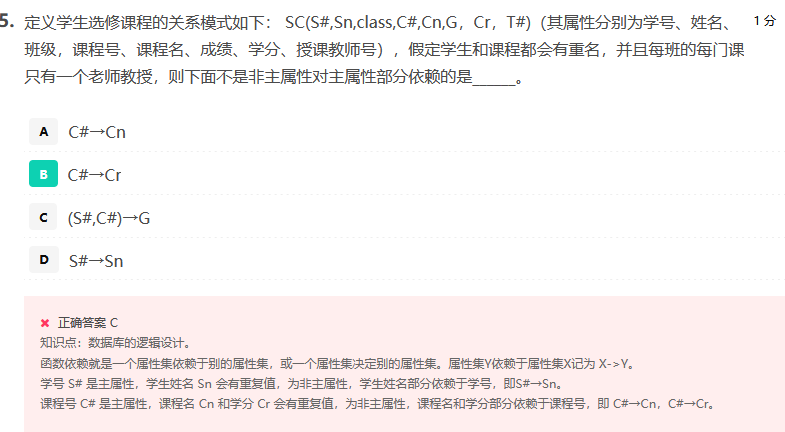 5. 定义学生选修课程的关系模式如下： SC(S#,Sn,class,C#,Cn,G，Cr，T#)（其属性分别为学号、姓名、 1 分
班级，课程号、课程名、成绩、学分、授课教师号），假定学生和课程都会有重名，并且每班的每门课
只有一个老师教授，则下面不是非主属性对主属性部分依赖的是______。
A C#→Cn
B C#→Cr
C (S#,C#)→G
D S#→Sn
✖ 正确答案 C
知识点：数据库的逻辑设计。
函数依赖就是一个属性集依赖于别的属性集，或一个属性集决定别的属性集。属性集Y依赖于属性集X记为 X->Y。
学号 S# 是主属性，学生姓名 Sn 会有重复值，为非主属性，学生姓名部分依赖于学号，即S#→Sn。
课程号 C# 是主属性，课程名 Cn 和学分 Cr 会有重复值，为非主属性，课程名和学分部分依赖于课程号，即 C#→Cn，C#→Cr。